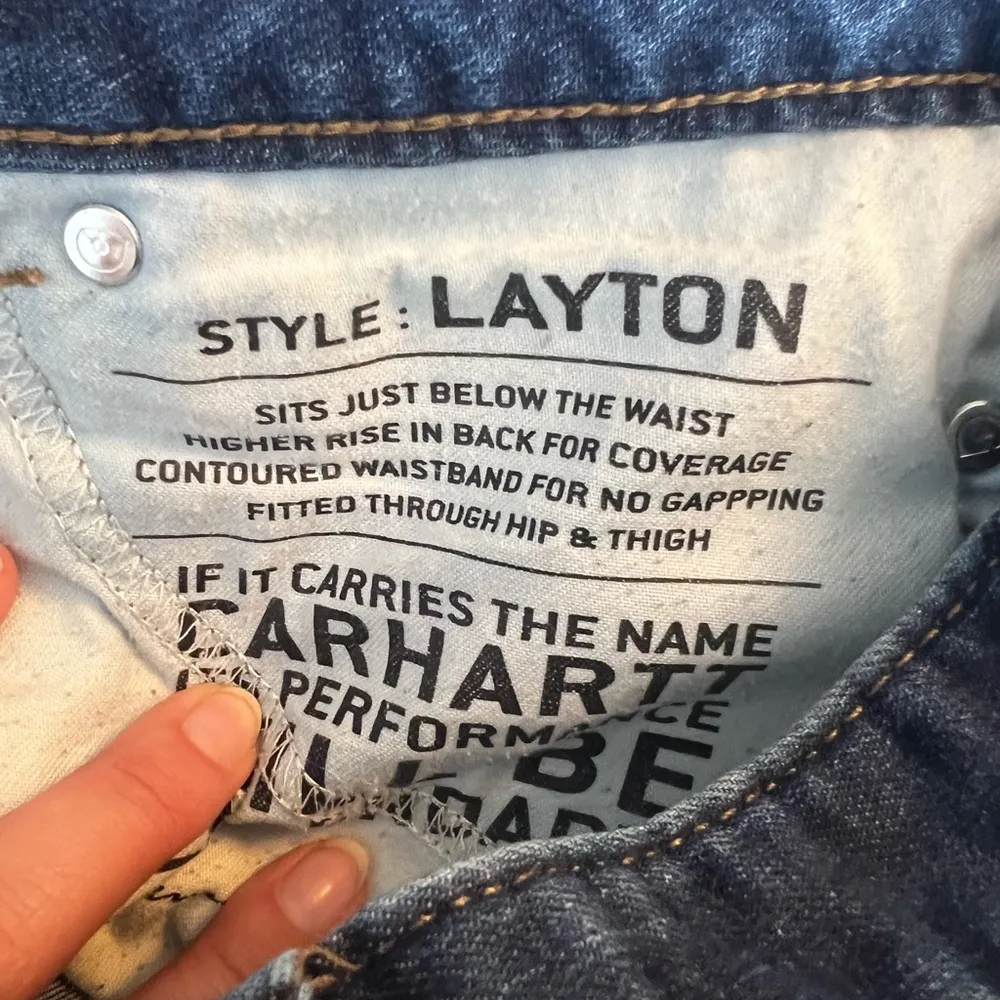 STYLE: LAYTON
SITS JUST BELOW THE WAIST
HIGHER RISE IN BACK FOR COVERAGE
CONTOURED WAISTBAND FOR NO GAPPPING
FITTED THROUGH HIP & THIGH
IF IT CARRIES THE NAME
CARHARTT
PERFORMANCE
BE